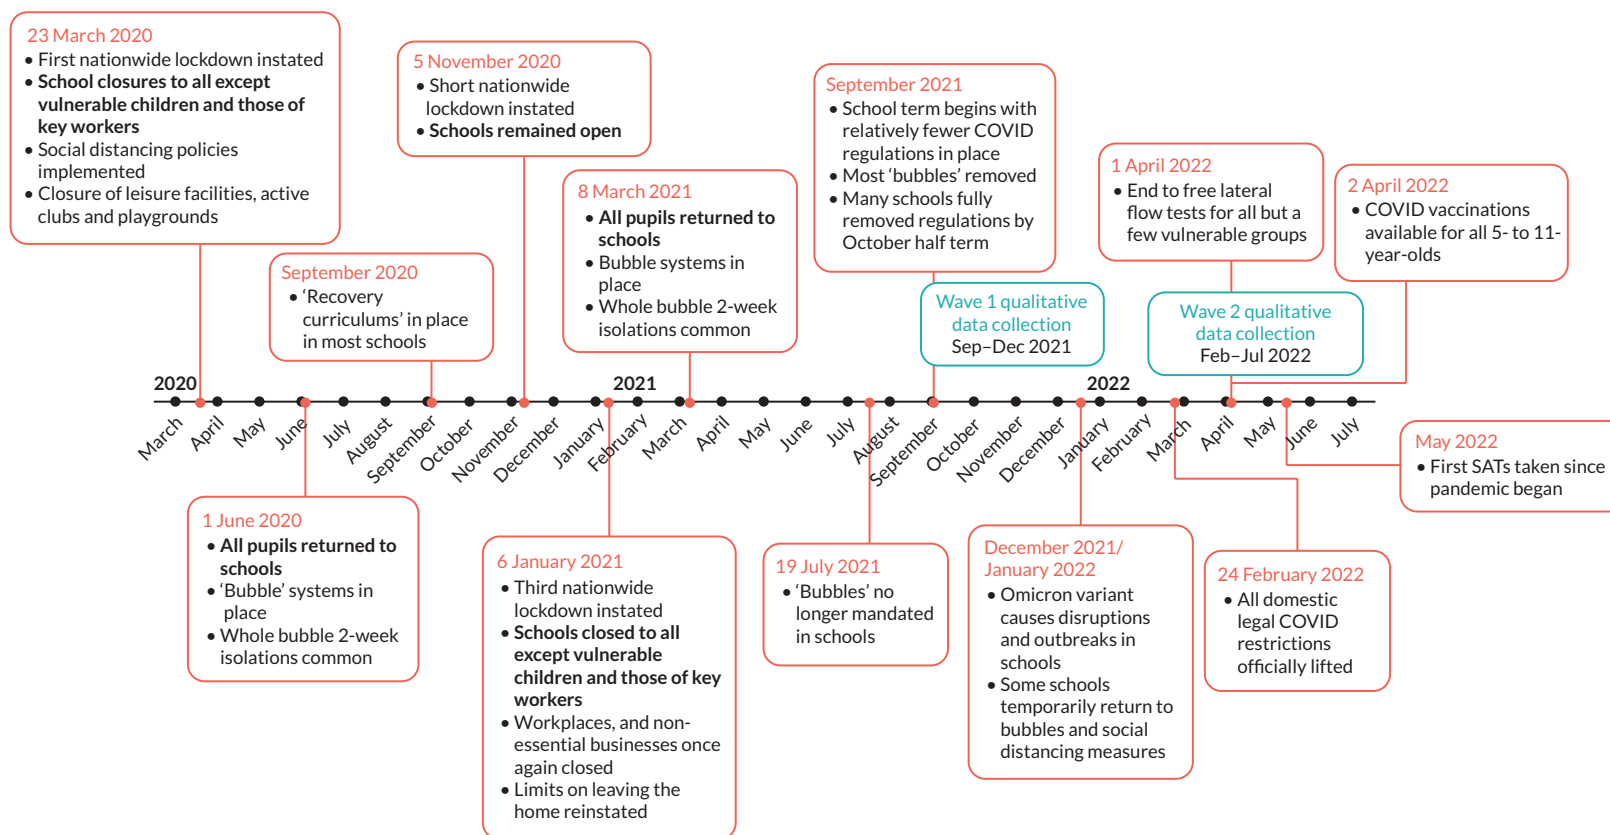 23 March 2020
• First nationwide lockdown instated
• School closures to all except
vulnerable children and those of
key workers
• Social distancing policies
implemented
• Closure of leisure facilities, active
clubs and playgrounds
September 2020
• ‘Recovery
curriculums’ in place
in most schools
5 November 2020
• Short nationwide
lockdown instated
• Schools remained open
8 March 2021
• All pupils returned to
schools
• Bubble systems in
place
• Whole bubble 2-week
isolations common
September 2021
• School term begins with
relatively fewer COVID
regulations in place
• Most ‘bubbles’ removed
• Many schools fully
removed regulations by
October half term
Wave 1 qualitative
data collection
Sep–Dec 2021
1 April 2022
• End to free lateral
flow tests for all but a
few vulnerable groups
2 April 2022
• COVID vaccinations
available for all 5- to 11-
year-olds
Wave 2 qualitative
data collection
Feb–Jul 2022
2020
2021
2022
March
April
May
June
July
August
September
October
November
December
January
February
March
April
May
June
July
August
September
October
November
December
January
February
March
April
May
June
July
1 June 2020
• All pupils returned to
schools
• ‘Bubble’ systems in
place
• Whole bubble 2-week
isolations common
6 January 2021
• Third nationwide
lockdown instated
• Schools closed to all
except vulnerable
children and those of key
workers
• Workplaces, and non-
essential businesses once
again closed
• Limits on leaving the
home reinstated
19 July 2021
• ‘Bubbles’ no
longer mandated
in schools
December 2021/
January 2022
• Omicron variant
causes disruptions
and outbreaks in
schools
• Some schools
temporarily return to
bubbles and social
distancing measures
24 February 2022
• All domestic
legal COVID
restrictions
officially lifted
May 2022
• First SATs taken since
pandemic began